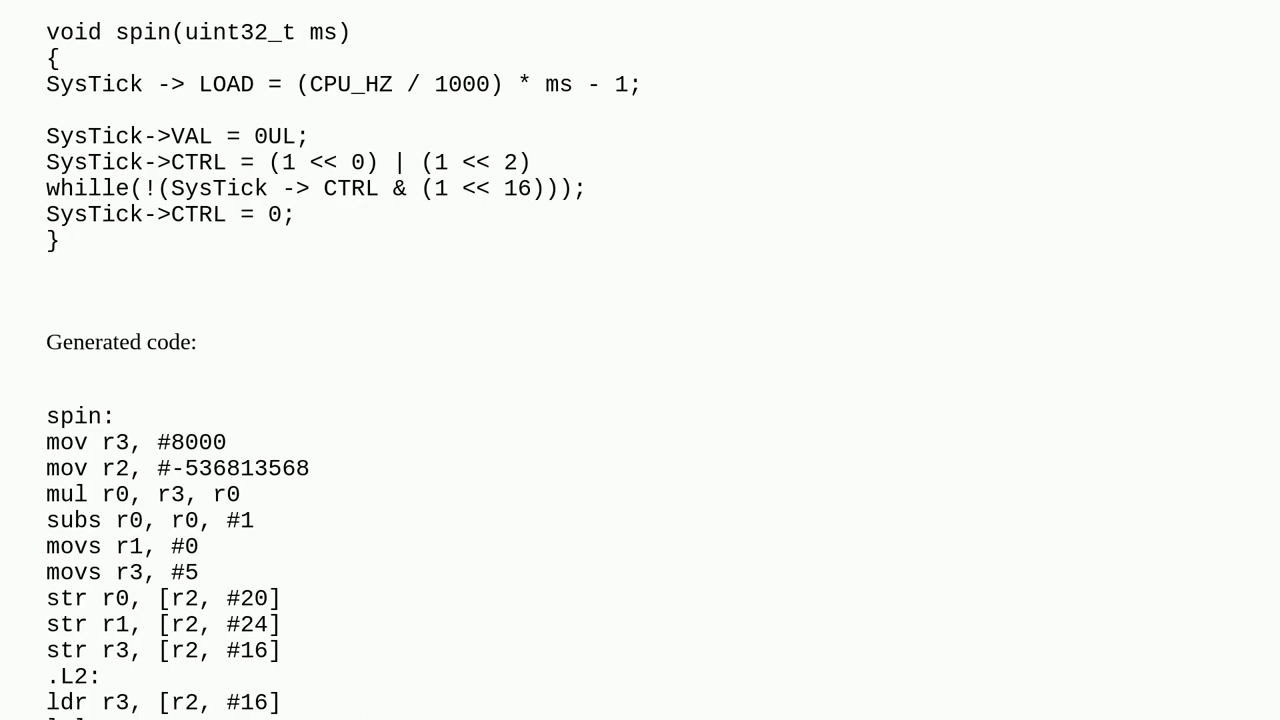 void spin(uint32_t ms)
{
SysTick -> LOAD = (CPU_HZ / 1000) * ms - 1;
SysTick->VAL = 0UL;
SysTick->CTRL = (1 << 0) | (1 << 2)
whille(!(SysTick -> CTRL & (1 << 16)));
SysTick->CTRL = 0;
}
Generated code:
spin:
mov r3, #8000
mov r2, #-536813568
mul r0, r3, r0
subs r0, r0, #1
movs r1, #0
movs r3, #5
str r0, [r2, #20]
str r1, [r2, #24]
str r3, [r2, #16]
.L2:
ldr r3, [r2, #16]